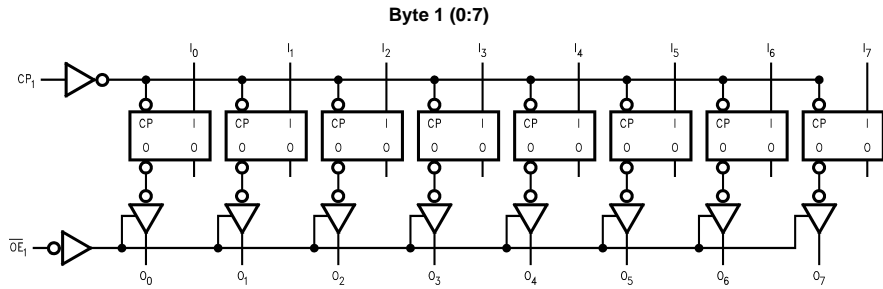 Byte 1 (0:7)
I0 I1 I2 I3 I4 I5 I6 I7
CP1
CP I CP I CP I CP I CP I CP I CP I CP I
O O O O O O O O O O O O O O O O
OE1
O0 O1 O2 O3 O4 O5 O6 O7